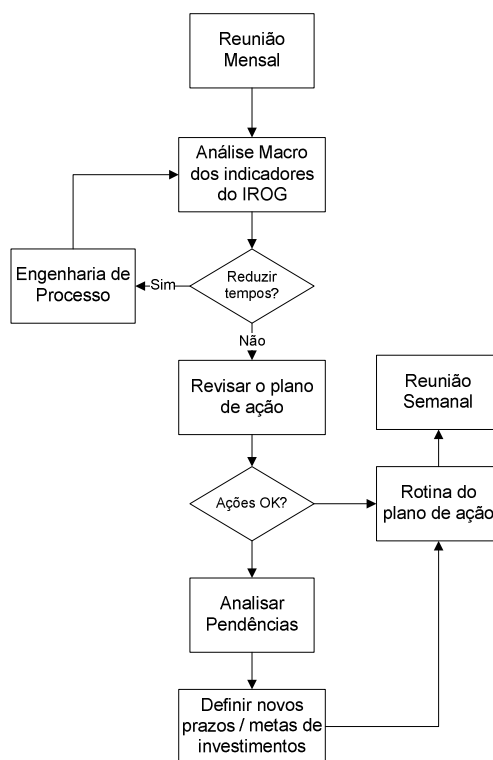 Reunião
Mensal
Análise Macro
dos indicadores
do IROG
Engenharia de
Processo
Sim
Reduzir
tempos?
Não
Revisar o plano
de ação
Reunião
Semanal
Ações OK?
Rotina do
plano de ação
Analisar
Pendências
Definir novos
prazos / metas de
investimentos